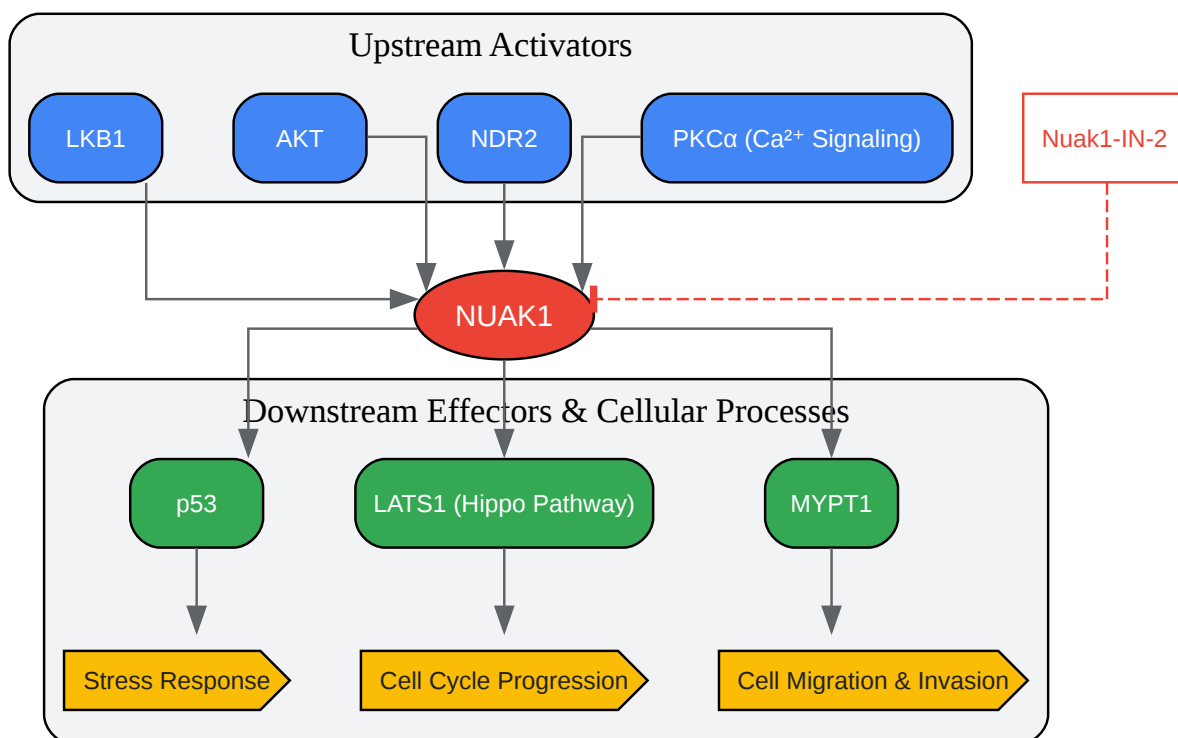 Upstream Activators
LKB1
AKT
NDR2
PKCα (Ca²⁺ Signaling)
Nuak1-IN-2
NUAK1
Downstream Effectors & Cellular Processes
p53
LATS1 (Hippo Pathway)
MYPT1
Stress Response
Cell Cycle Progression
Cell Migration & Invasion